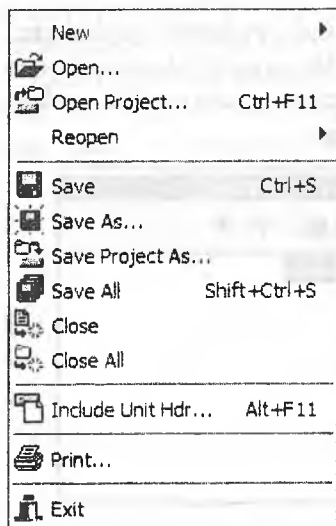 New
Open...
Open Project... Ctrl+F11
Reopen
Save Ctrl+S
Save As...
Save Project As...
Save All Shift+Ctrl+S
Close
Close All
Include Unit Hdr... Alt+F11
Print...
Exit